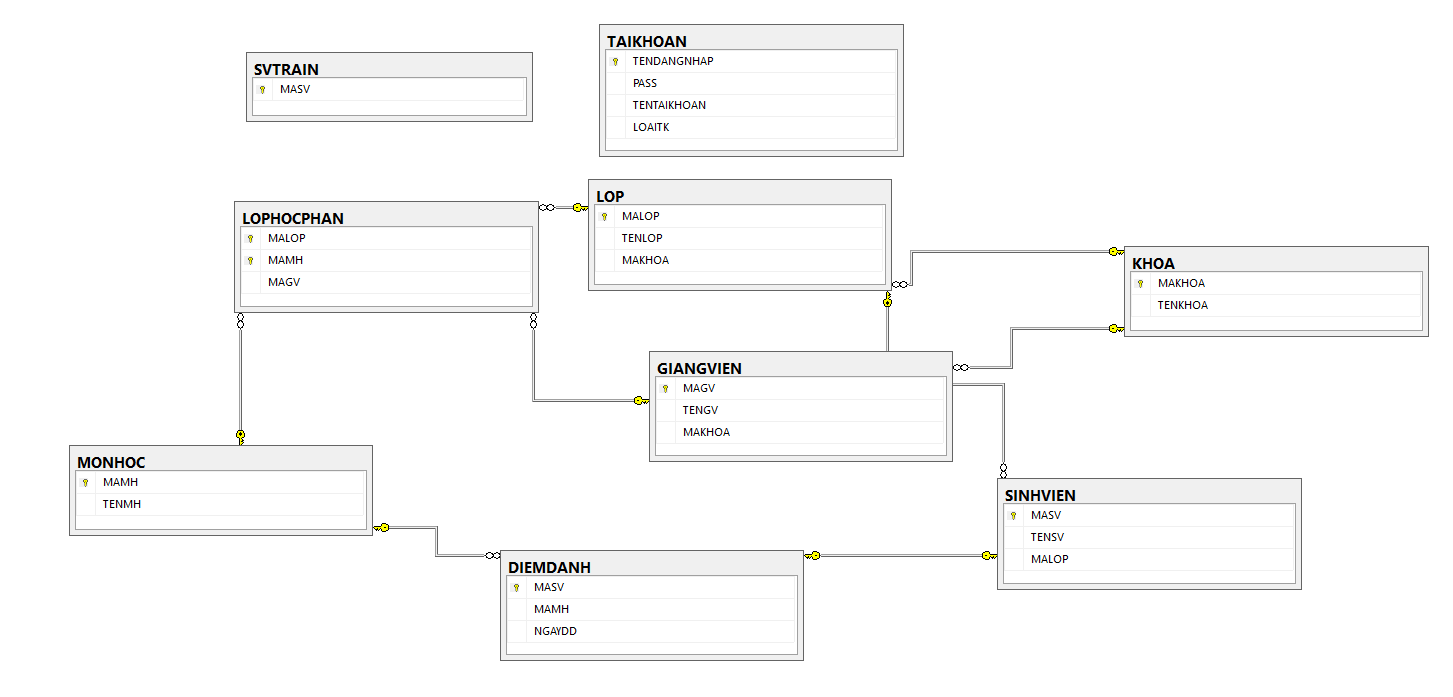 SVTRAIN
MASV
TAIKHOAN
TENDANGNHAP
PASS
TENTAIKHOAN
LOAITK
LOPHOCPHAN
MALOP
MAMH
MAGV
LOP
MALOP
TENLOP
MAKHOA
KHOA
MAKHOA
TENKHOA
GIANGVIEN
MAGV
TENGV
MAKHOA
MONHOC
MAMH
TENMH
SINHVIEN
MASV
TENSV
MALOP
DIEMDANH
MASV
MAMH
NGAYDD